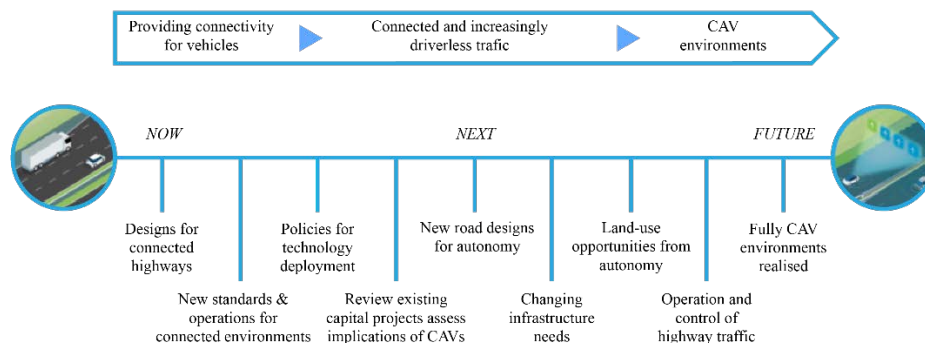 Providing connectivity
for vehicles
Connected and increasingly
driverless trafic
CAV
environments
NOW
NEXT
FUTURE
Designs for
connected
highways
New standards &
operations for
connected environments
Policies for
technology
deployment
Review existing
capital projects assess
implications of CAVs
New road designs
for autonomy
Changing
infrastructure
needs
Land-use
opportunities from
autonomy
Operation and
control of
highway traffic
Fully CAV
environments
realised